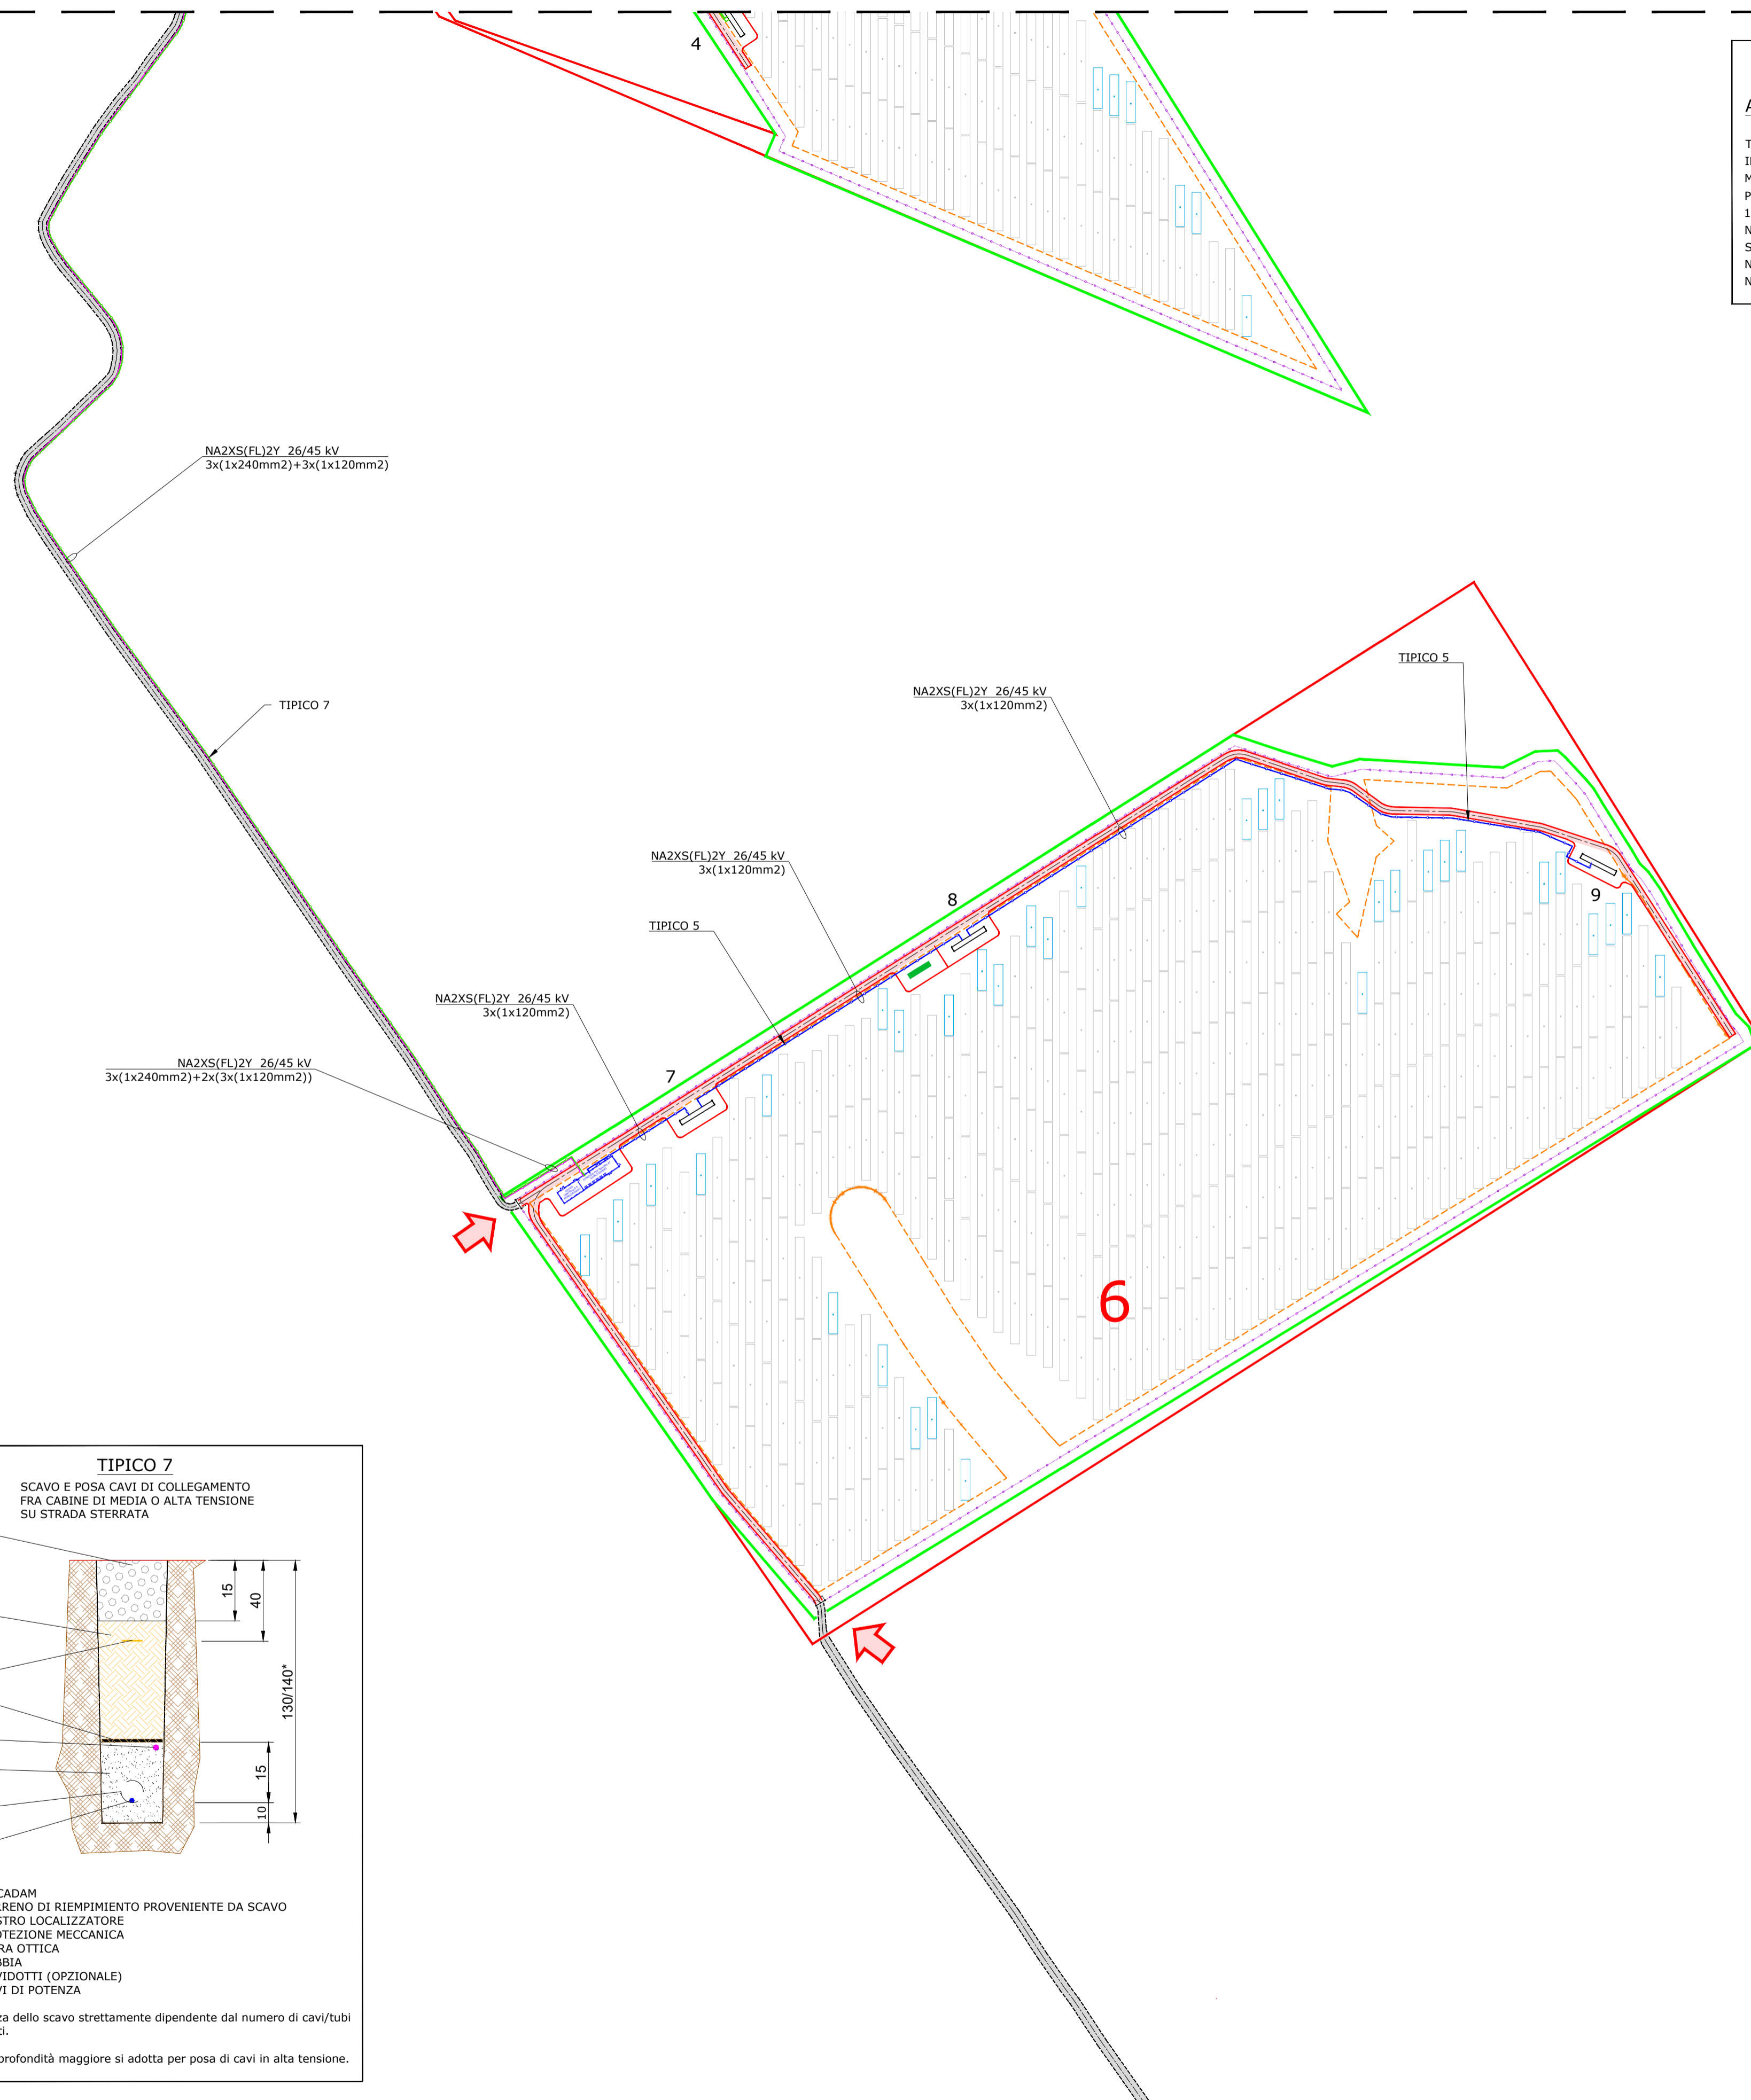 4
A
T
M
P
1
N
S
N
N
NA2XS(FL)2Y 26/45 kV
3x(1x240mm2)+3x(1x120mm2)
TIPICO 5
NA2XS(FL)2Y 26/45 kV
3x(1x120mm2)
TIPICO 7
NA2XS(FL)2Y 26/45 kV
3x(1x120mm2)
8
9
TIPICO 5
NA2XS(FL)2Y 26/45 kV
3x(1x120mm2)
NA2XS(FL)2Y 26/45 kV
3x(1x240mm2)+2x(3x(1x120mm2))
7
6
TIPICO 7
SCAVO E POSA CAVI DI COLLEGAMENTO
FRA CABINE DI MEDIA O ALTA TENSIONE
SU STRADA STERRATA
15
40
130/140*
15
10
CADAM
RENO DI RIEMPIMIENTO PROVENIENTE DA SCAVO
STRO LOCALIZZATORE
OTEZIONE MECCANICA
RA OTTICA
BBIA
VIDOTTI (OPZIONALE)
VI DI POTENZA
za dello scavo strettamente dipendente dal numero di cavi/tubi
ti.
profondità maggiore si adotta per posa di cavi in alta tensione.